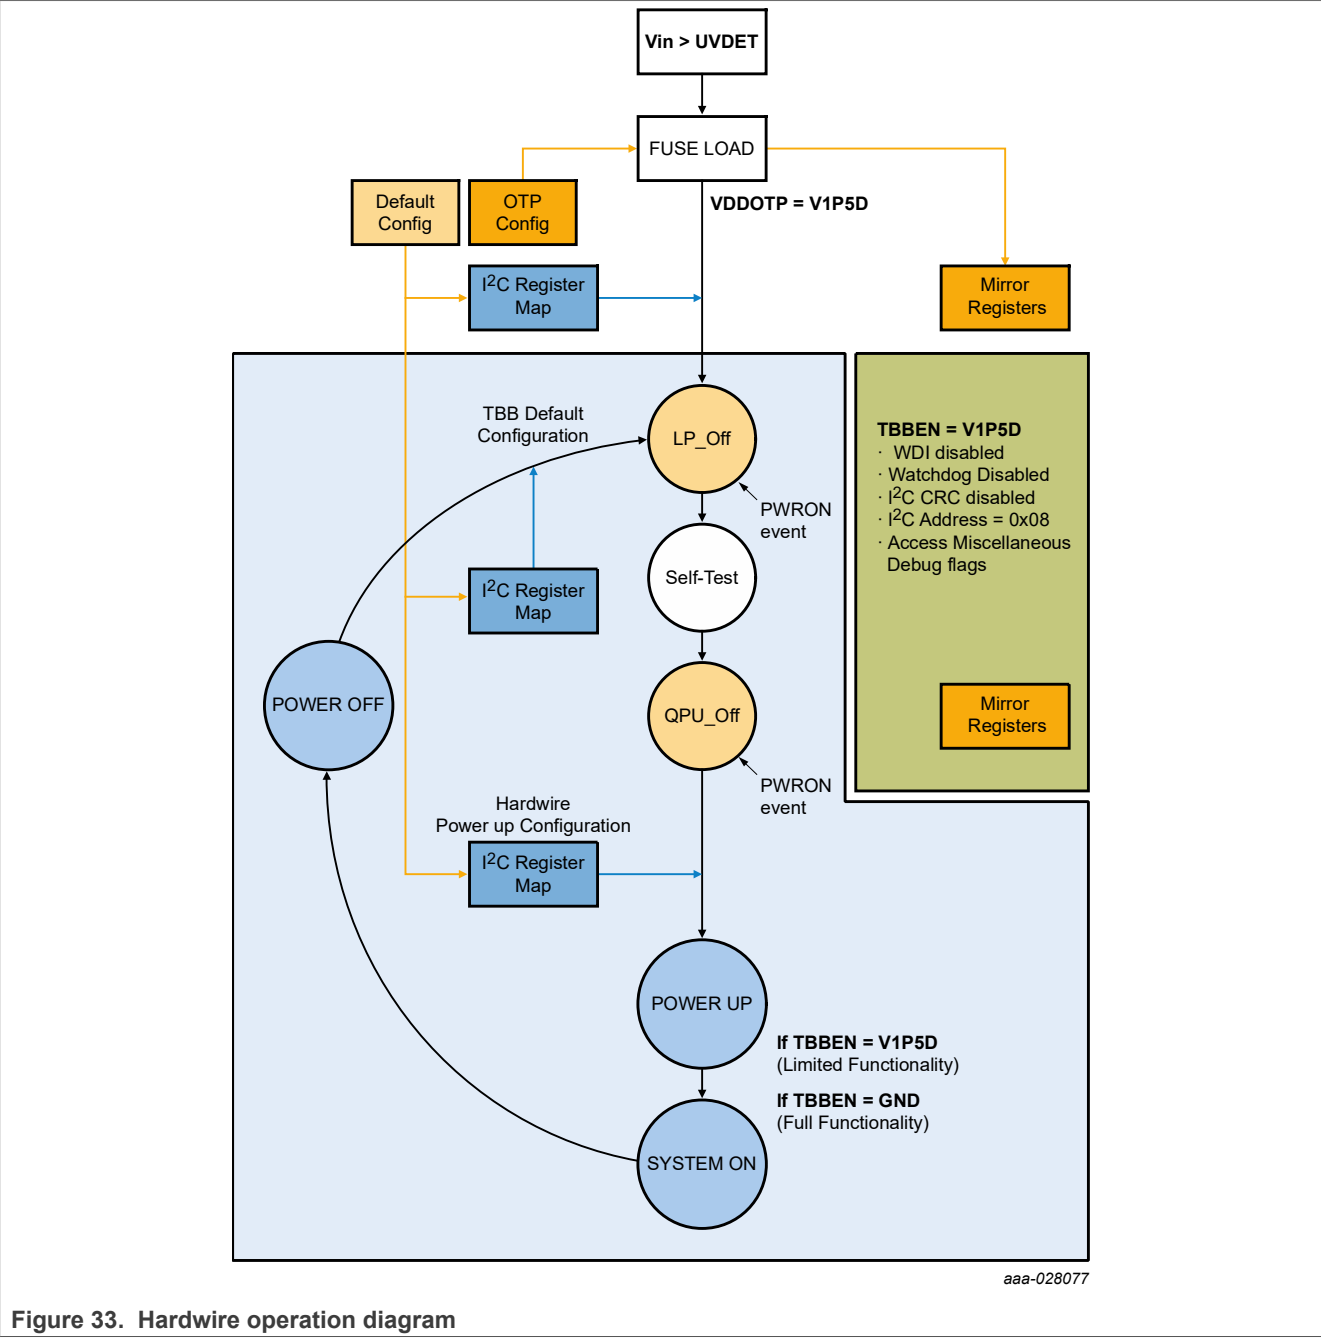 Vin > UVDET
FUSE LOAD
VDDOTP = V1P5D
Default
Config
OTP
Config
I²C Register
Map
Mirror
Registers
TBB Default
Configuration
LP_Off
PWRON
event
TBBEN = V1P5D
· WDI disabled
· Watchdog Disabled
· I²C CRC disabled
· I²C Address = 0x08
· Access Miscellaneous
Debug flags
Self-Test
I²C Register
Map
POWER OFF
QPU_Off
Mirror
Registers
PWRON
event
Hardwire
Power up Configuration
I²C Register
Map
POWER UP
If TBBEN = V1P5D
(Limited Functionality)
If TBBEN = GND
(Full Functionality)
SYSTEM ON
aaa-028077
Figure 33. Hardwire operation diagram